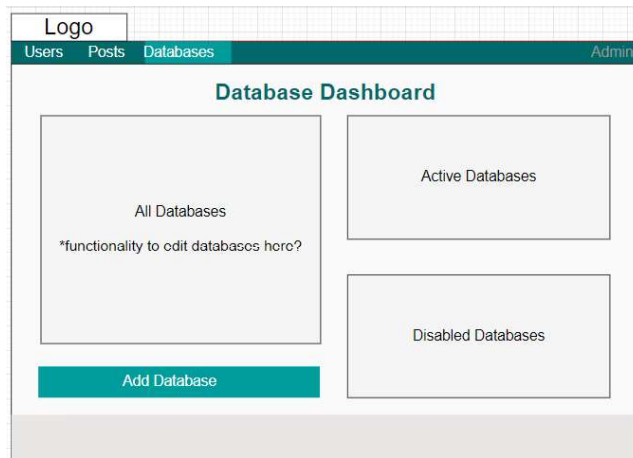 Logo
Users Posts Databases Admin
Database Dashboard
All Databases
*functionality to edit databases here?
Active Databases
Disabled Databases
Add Database